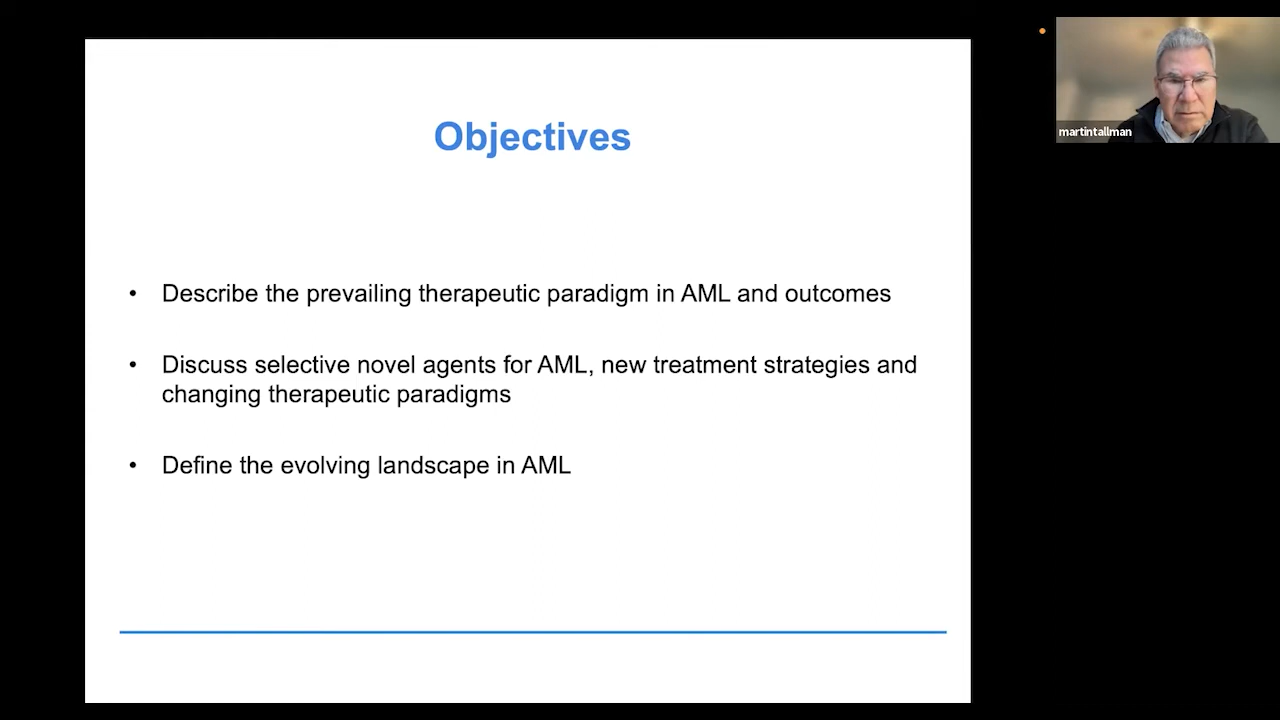 Objectives
• Describe the prevailing therapeutic paradigm in AML and outcomes
• Discuss selective novel agents for AML, new treatment strategies and
changing therapeutic paradigms
• Define the evolving landscape in AML
martintallman